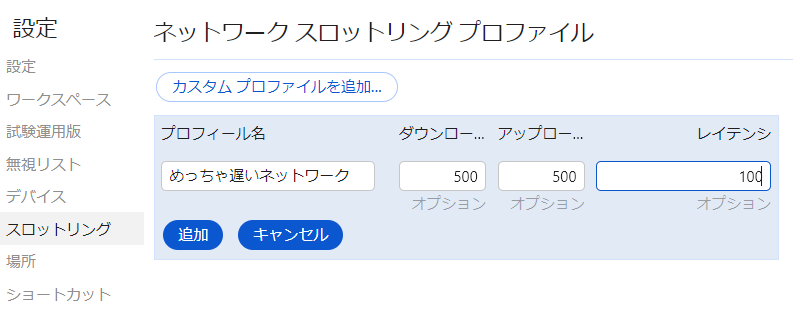 設定
設定
ワークスペース
試験運用版
無視リスト
デバイス
スロットリング
場所
ショートカット
ネットワーク スロットリング プロファイル
カスタム プロファイルを追加...
プロフィール名 ダウンロー... アップロー... レイテンシ
めっちゃ遅いネットワーク 500 500 100
オプション オプション オプション
追加 キャンセル